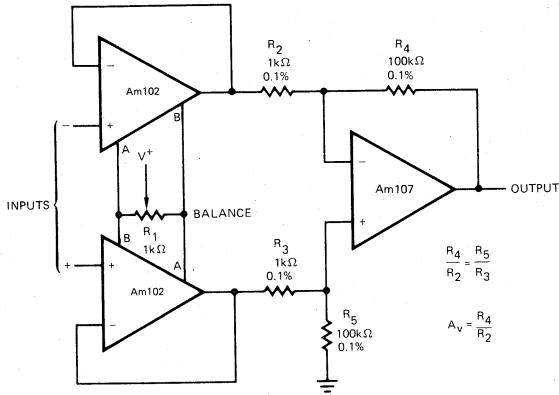 R2
1kΩ
0.1%
R4
100kΩ
0.1%
−
Am102
B
+
−
A
V+
−
Am107
+
OUTPUT
INPUTS
BALANCE
R1
1kΩ
B
A
+
+
Am102
−
R3
1kΩ
0.1%
R4/R2 = R5/R3
R5
100kΩ
0.1%
Av = R4/R2